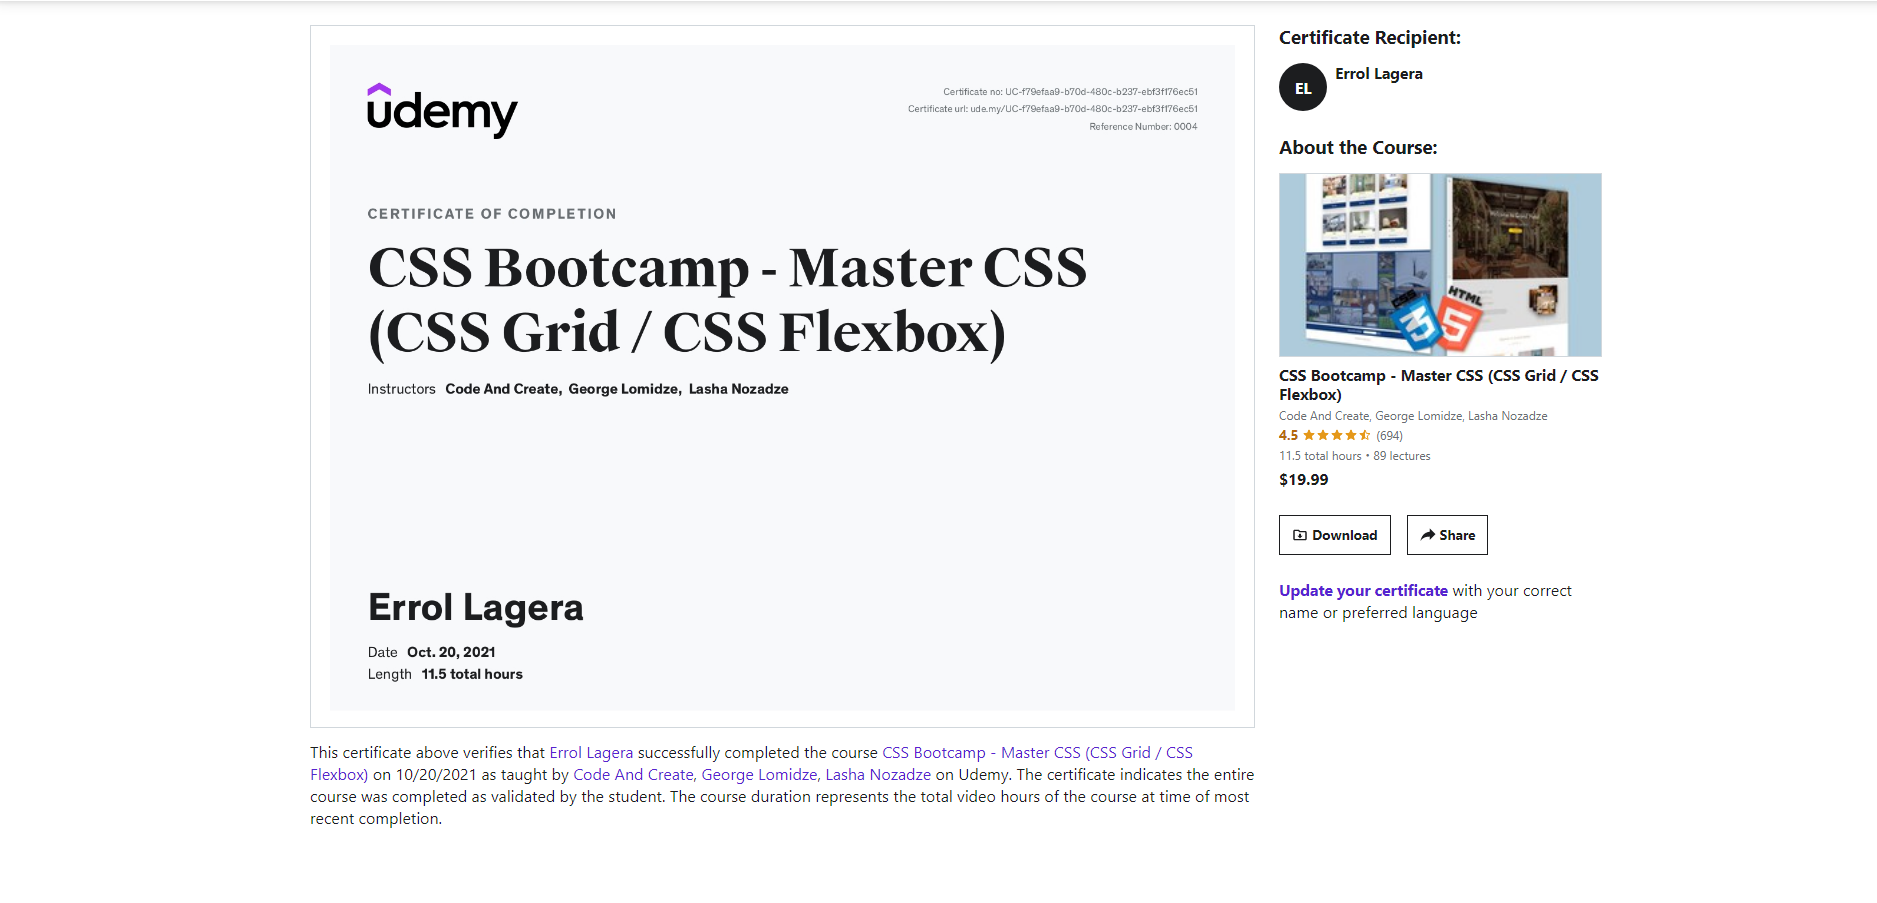 udemy
Certificate no: UC-f79efaa9-b70d-480c-b237-ebf3f176ec51
Certificate url: ude.my/UC-f79efaa9-b70d-480c-b237-ebf3f176ec51
Reference Number: 0004
CERTIFICATE OF COMPLETION
CSS Bootcamp - Master CSS
(CSS Grid / CSS Flexbox)
Instructors Code And Create, George Lomidze, Lasha Nozadze
Errol Lagera
Date Oct. 20, 2021
Length 11.5 total hours
This certificate above verifies that Errol Lagera successfully completed the course CSS Bootcamp - Master CSS (CSS Grid / CSS
Flexbox) on 10/20/2021 as taught by Code And Create, George Lomidze, Lasha Nozadze on Udemy. The certificate indicates the entire
course was completed as validated by the student. The course duration represents the total video hours of the course at time of most
recent completion.
Certificate Recipient:
EL
Errol Lagera
About the Course:
CSS
HTML
5
CSS Bootcamp - Master CSS (CSS Grid / CSS
Flexbox)
Code And Create, George Lomidze, Lasha Nozadze
4.5 (694)
11.5 total hours • 89 lectures
$19.99
Download
Share
Update your certificate with your correct
name or preferred language